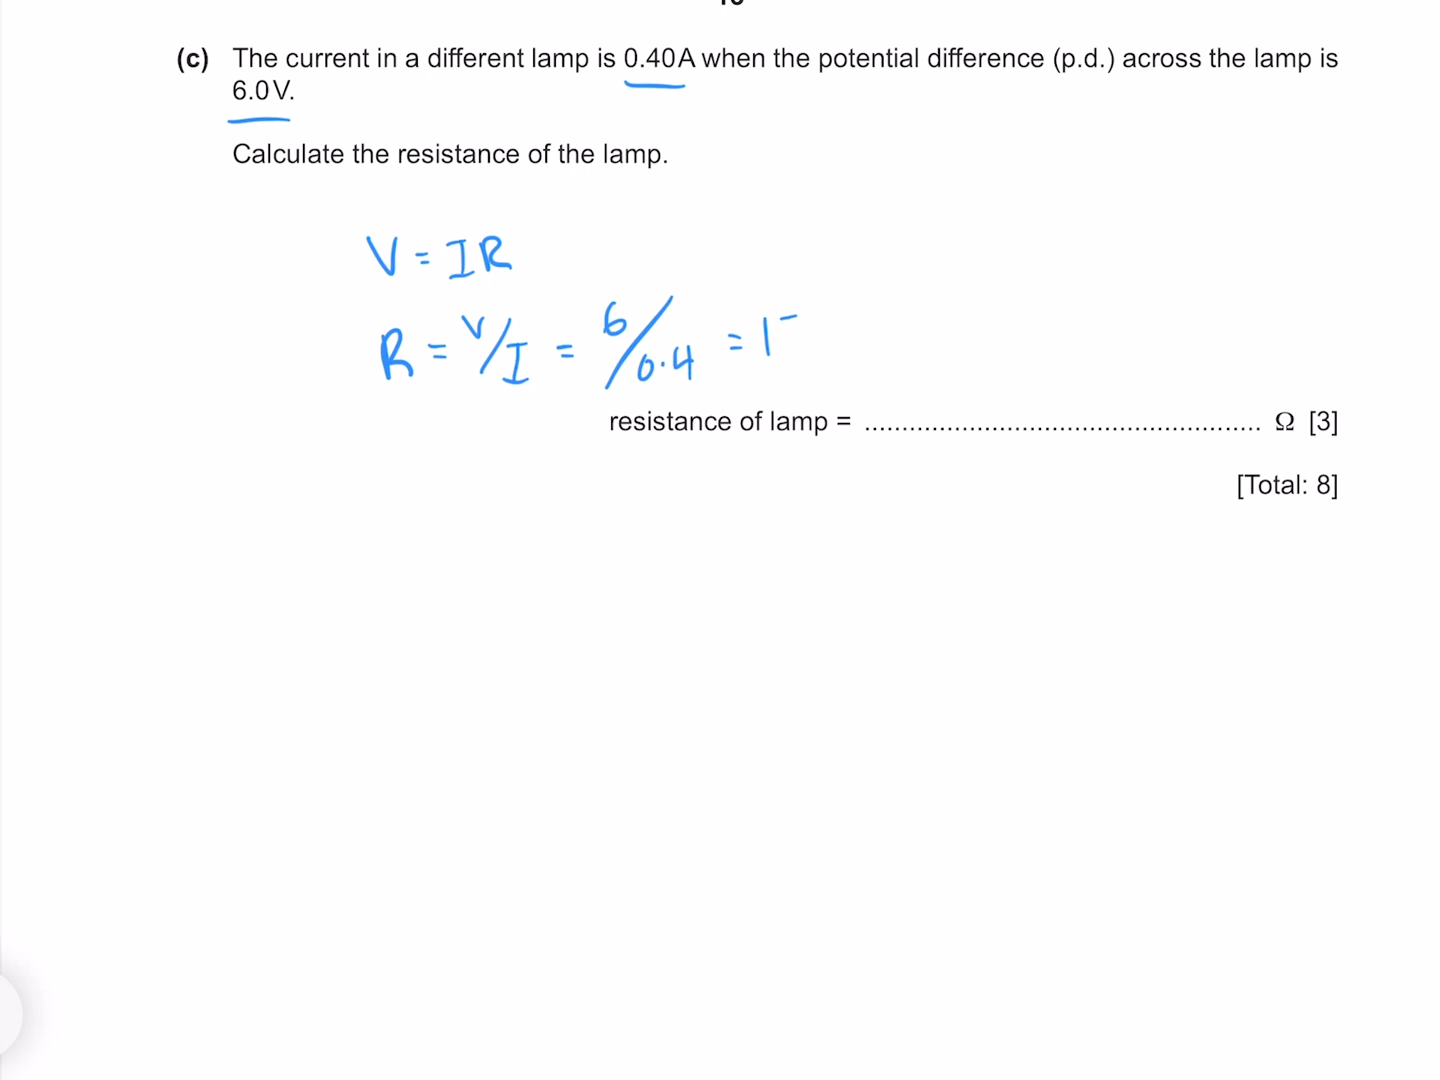 (c) The current in a different lamp is 0.40A when the potential difference (p.d.) across the lamp is
6.0V.
Calculate the resistance of the lamp.
V = IR
R = V/I = 6/0.4 = 1
resistance of lamp = ..................................................... Ω [3]
[Total: 8]